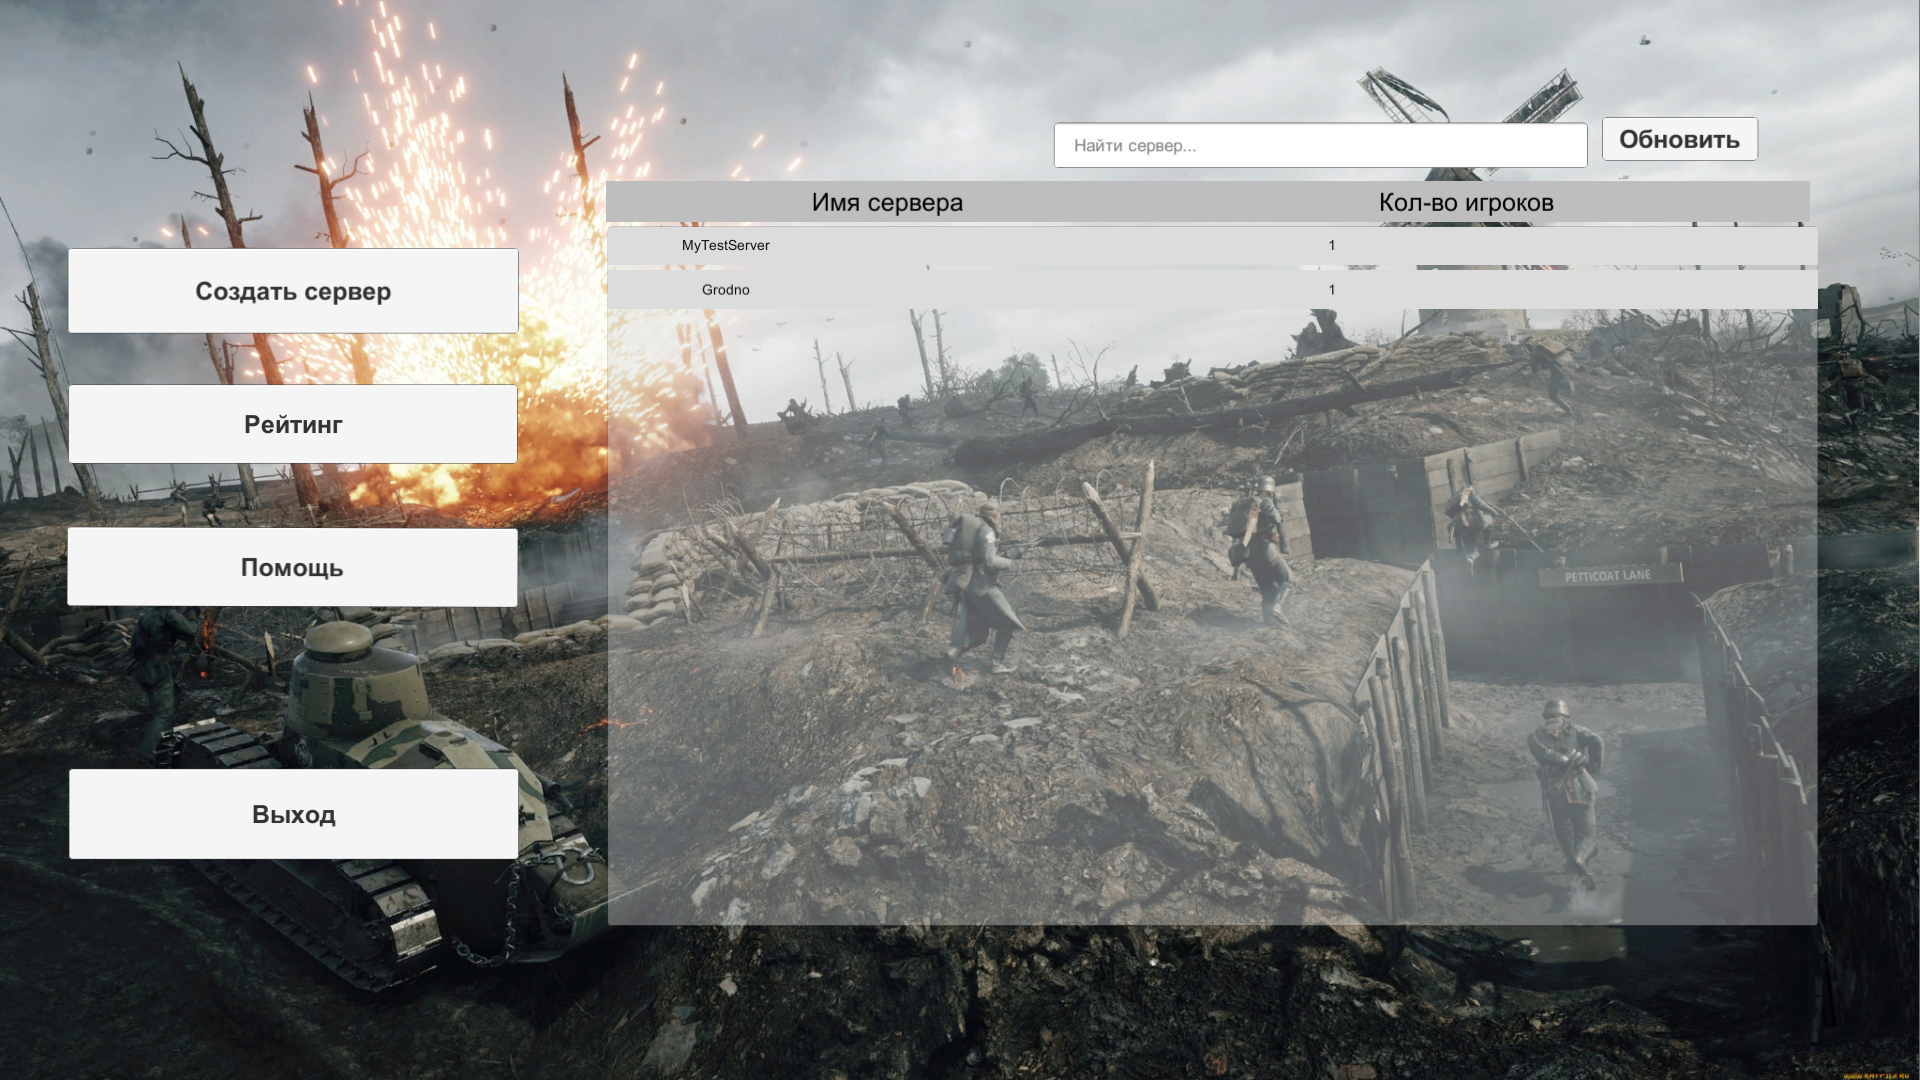 Найти сервер...
Обновить
Имя сервера Кол-во игроков
MyTestServer 1
Grodno 1
Создать сервер
Рейтинг
Помощь
Выход
PETTICOAT LANE